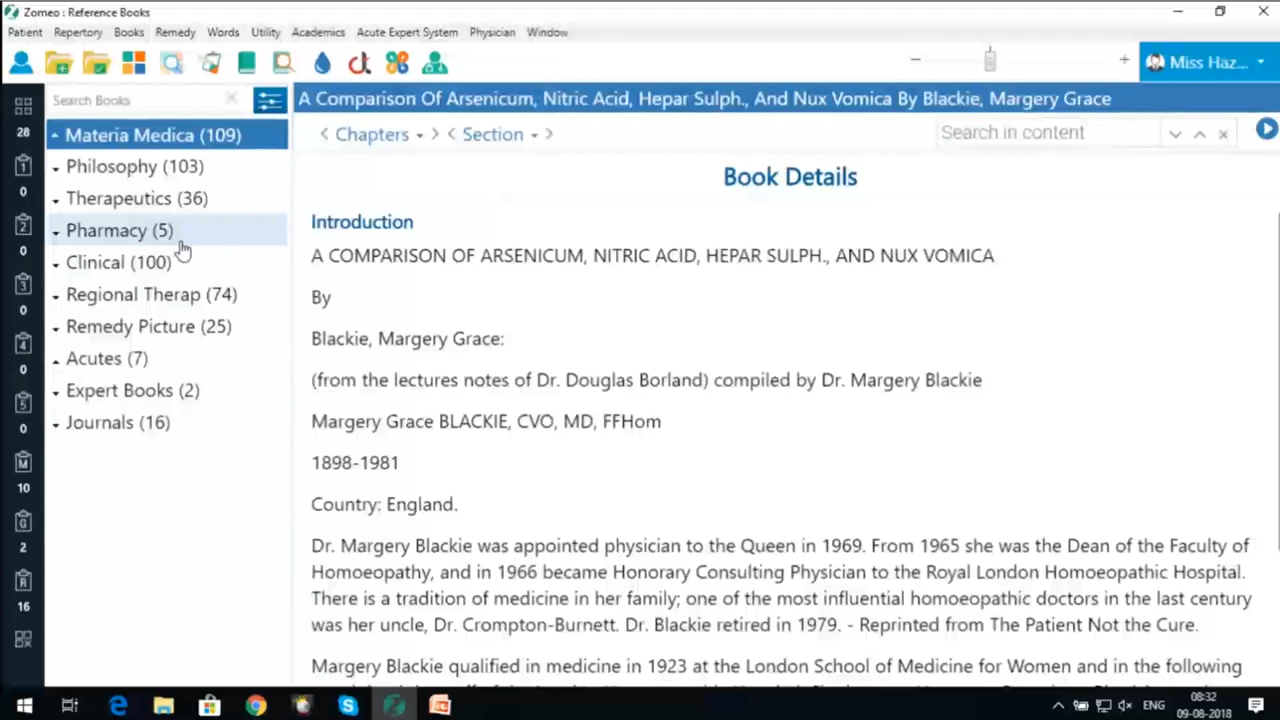 Zomeo : Reference Books
Patient Repertory Books Remedy Words Utility Academics Acute Expert System Physician Window
Miss Haz...
Search Books
A Comparison Of Arsenicum, Nitric Acid, Hepar Sulph., And Nux Vomica By Blackie, Margery Grace
28
1
0
2
0
3
0
4
0
5
0
M
10
G
2
R
16
Materia Medica (109)
Philosophy (103)
Therapeutics (36)
Pharmacy (5)
Clinical (100)
Regional Therap (74)
Remedy Picture (25)
Acutes (7)
Expert Books (2)
Journals (16)
Chapters Section Search in content
Book Details
Introduction
A COMPARISON OF ARSENICUM, NITRIC ACID, HEPAR SULPH., AND NUX VOMICA
By
Blackie, Margery Grace:
(from the lectures notes of Dr. Douglas Borland) compiled by Dr. Margery Blackie
Margery Grace BLACKIE, CVO, MD, FFHom
1898-1981
Country: England.
Dr. Margery Blackie was appointed physician to the Queen in 1969. From 1965 she was the Dean of the Faculty of
Homoeopathy, and in 1966 became Honorary Consulting Physician to the Royal London Homoeopathic Hospital.
There is a tradition of medicine in her family; one of the most influential homoeopathic doctors in the last century
was her uncle, Dr. Crompton-Burnett. Dr. Blackie retired in 1979. - Reprinted from The Patient Not the Cure.
Margery Blackie qualified in medicine in 1923 at the London School of Medicine for Women and in the following
ENG
08:32
09-08-2018